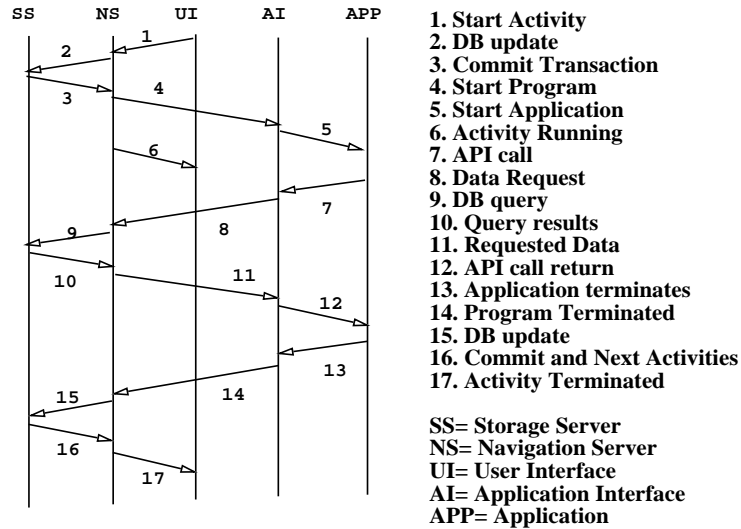 SS NS UI AI APP
1
2
3
4
5
6
7
8
9
10
11
12
13
14
15
16
17
1. Start Activity
2. DB update
3. Commit Transaction
4. Start Program
5. Start Application
6. Activity Running
7. API call
8. Data Request
9. DB query
10. Query results
11. Requested Data
12. API call return
13. Application terminates
14. Program Terminated
15. DB update
16. Commit and Next Activities
17. Activity Terminated
SS= Storage Server
NS= Navigation Server
UI= User Interface
AI= Application Interface
APP= Application